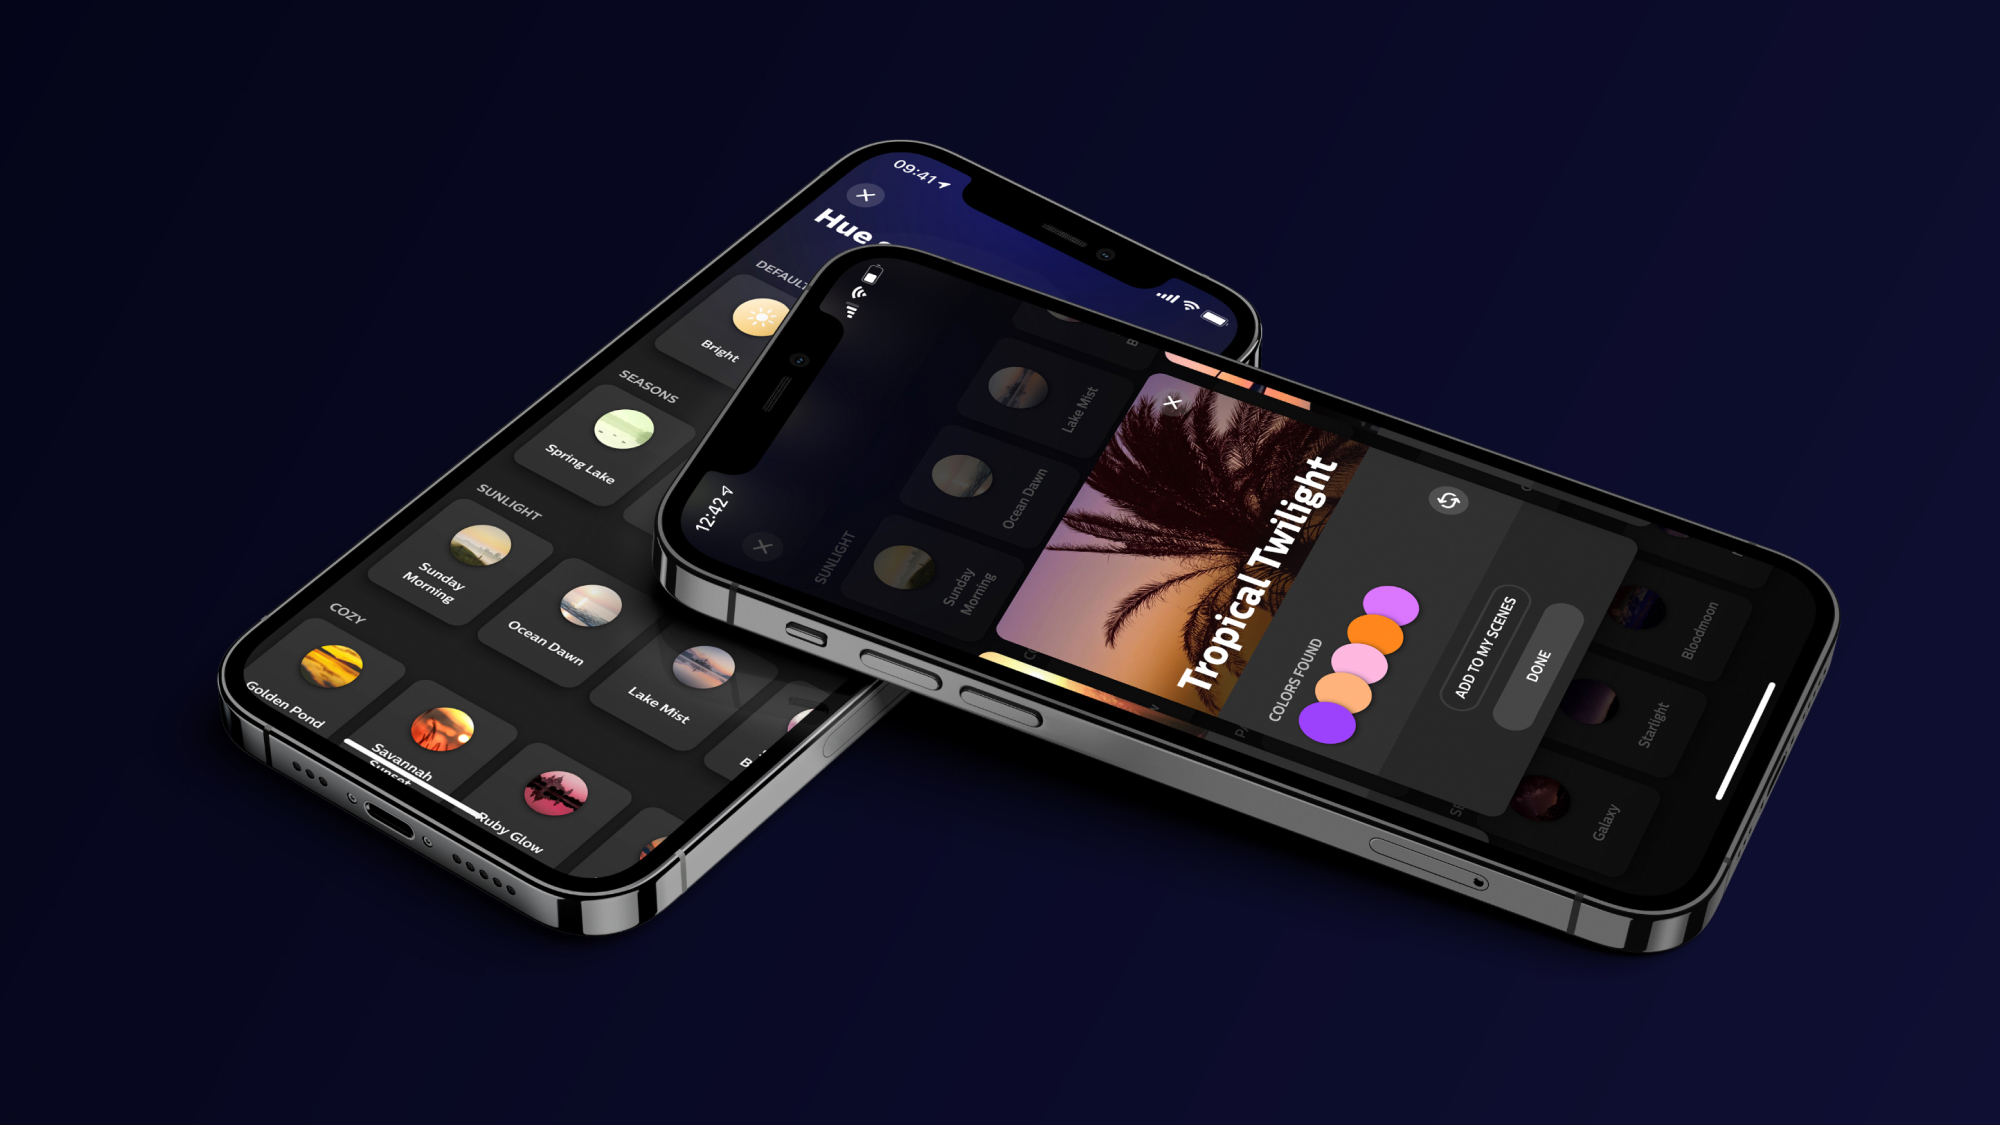 09:41
Hue
DEFAULT
Bright
SEASONS
Spring Lake
SUNLIGHT
Sunday
Morning
Ocean Dawn
Lake Mist
COZY
Golden Pond
Savannah
Sunset
Ruby Glow
12:42
SUNLIGHT
Sunday
Morning
Ocean Dawn
Lake Mist
Tropical Twilight
COLORS FOUND
ADD TO MY SCENES
DONE
Bloodmoon
Starlight
Galaxy